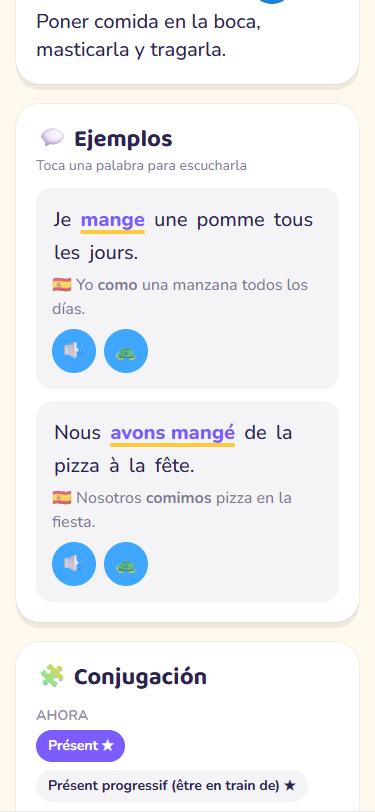 Poner comida en la boca,
masticarla y tragarla.
Ejemplos
Toca una palabra para escucharla
Je mange une pomme tous
les jours.
🇪🇸 Yo como una manzana todos los
días.
Nous avons mangé de la
pizza à la fête.
🇪🇸 Nosotros comimos pizza en la
fiesta.
Conjugación
AHORA
Présent ★
Présent progressif (être en train de) ★